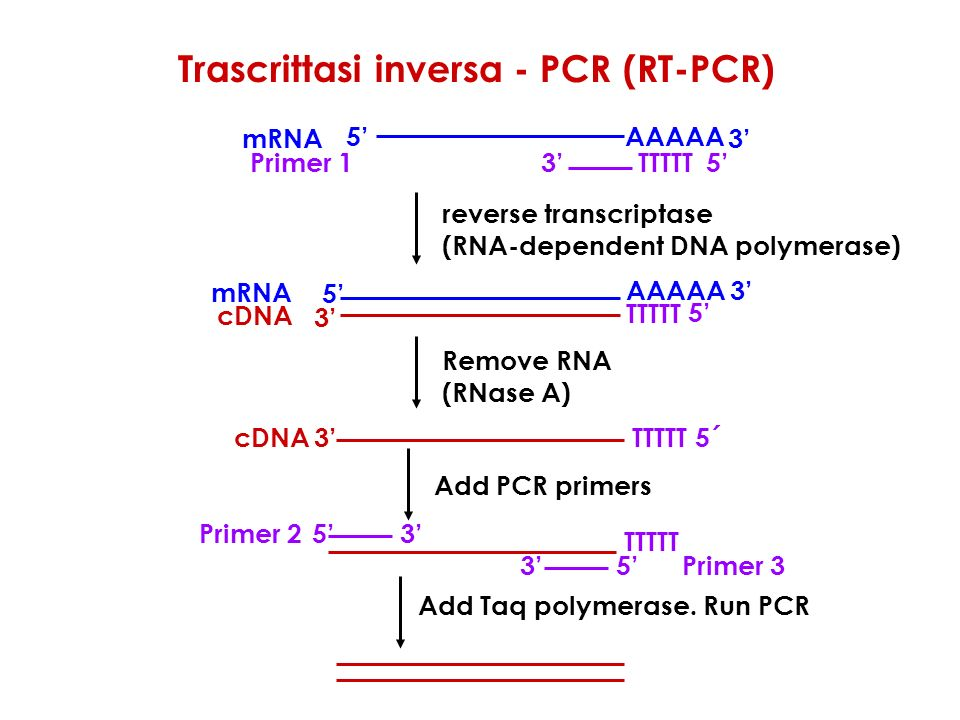 Trascrittasi inversa - PCR (RT-PCR)
mRNA 5’ AAAAA 3’
Primer 1 3’ TTTTT 5’
reverse transcriptase
(RNA-dependent DNA polymerase)
mRNA 5’ AAAAA 3’
cDNA 3’ TTTTT 5’
Remove RNA
(RNase A)
cDNA 3’ TTTTT 5´
Add PCR primers
Primer 2 5’ 3’
TTTTT
3’ 5’ Primer 3
Add Taq polymerase. Run PCR